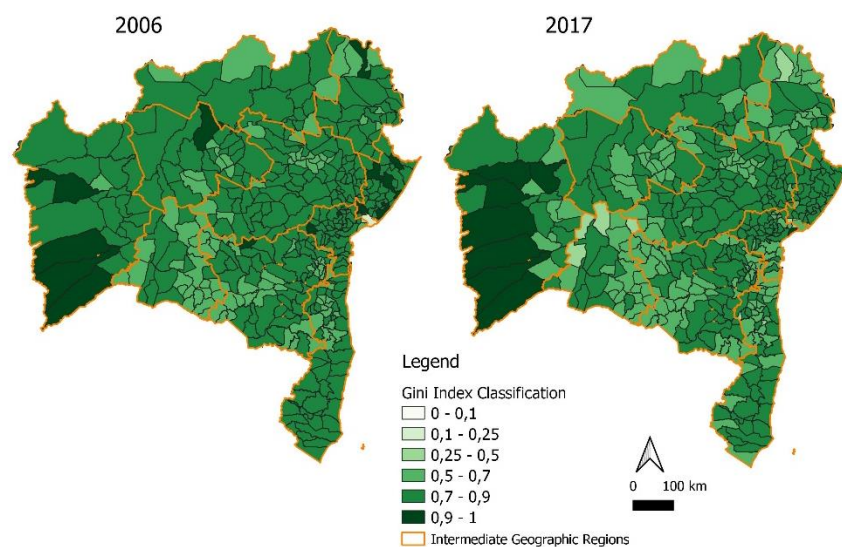 2006
2017
Legend
Gini Index Classification
0 - 0,1
0,1 - 0,25
0,25 - 0,5
0,5 - 0,7
0,7 - 0,9
0,9 - 1
Intermediate Geographic Regions
0 100 km